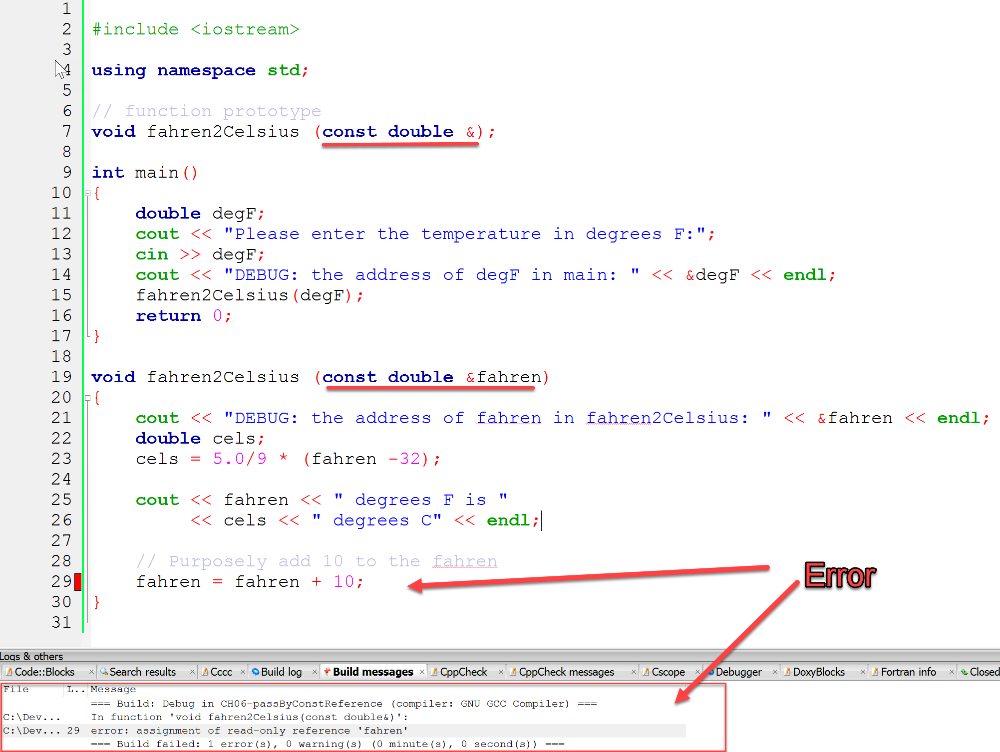 1
2 #include <iostream>
3
4 using namespace std;
5
6 // function prototype
7 void fahren2Celsius (const double &);
8
9 int main()
10 {
11 double degF;
12 cout << "Please enter the temperature in degrees F:";
13 cin >> degF;
14 cout << "DEBUG: the address of degF in main: " << &degF << endl;
15 fahren2Celsius(degF);
16 return 0;
17 }
18
19 void fahren2Celsius (const double &fahren)
20 {
21 cout << "DEBUG: the address of fahren in fahren2Celsius: " << &fahren << endl;
22 double cels;
23 cels = 5.0/9 * (fahren -32);
24
25 cout << fahren << " degrees F is "
26 << cels << " degrees C" << endl;
27
28 // Purposely add 10 to the fahren
29 fahren = fahren + 10;
30 }
31
Error
Logs & others
Code::Blocks × Search results × Cccc × Build log × Build messages × CppCheck × CppCheck messages × Cscope × Debugger × DoxyBlocks × Fortran info × Closed
File L.. Message
=== Build: Debug in CH06-passByConstReference (compiler: GNU GCC Compiler) ===
C:\Dev... In function 'void fahren2Celsius(const double&)':
C:\Dev... 29 error: assignment of read-only reference 'fahren'
=== Build failed: 1 error(s), 0 warning(s) (0 minute(s), 0 second(s)) ===